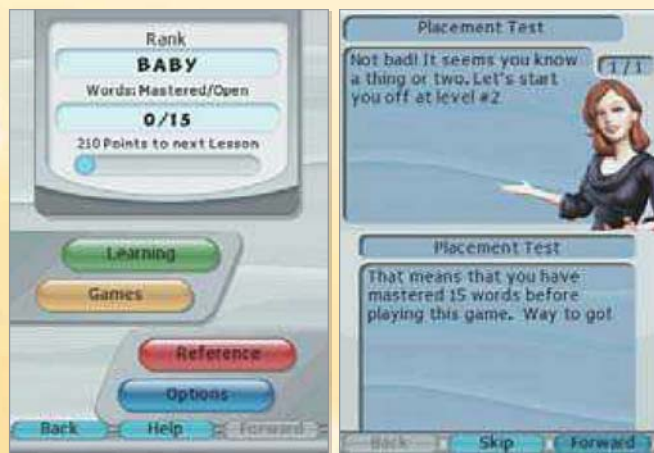 Rank
BABY
Words: Mastered/Open
0/15
210 Points to next Lesson
Learning
Games
Reference
Options
Back
Help
Forward
Placement Test
Not bad! It seems you know
a thing or two. Let's start
you off at level #2
1/1
Placement Test
That means that you have
mastered 15 words before
playing this game. Way to go!
Back
Skip
Forward